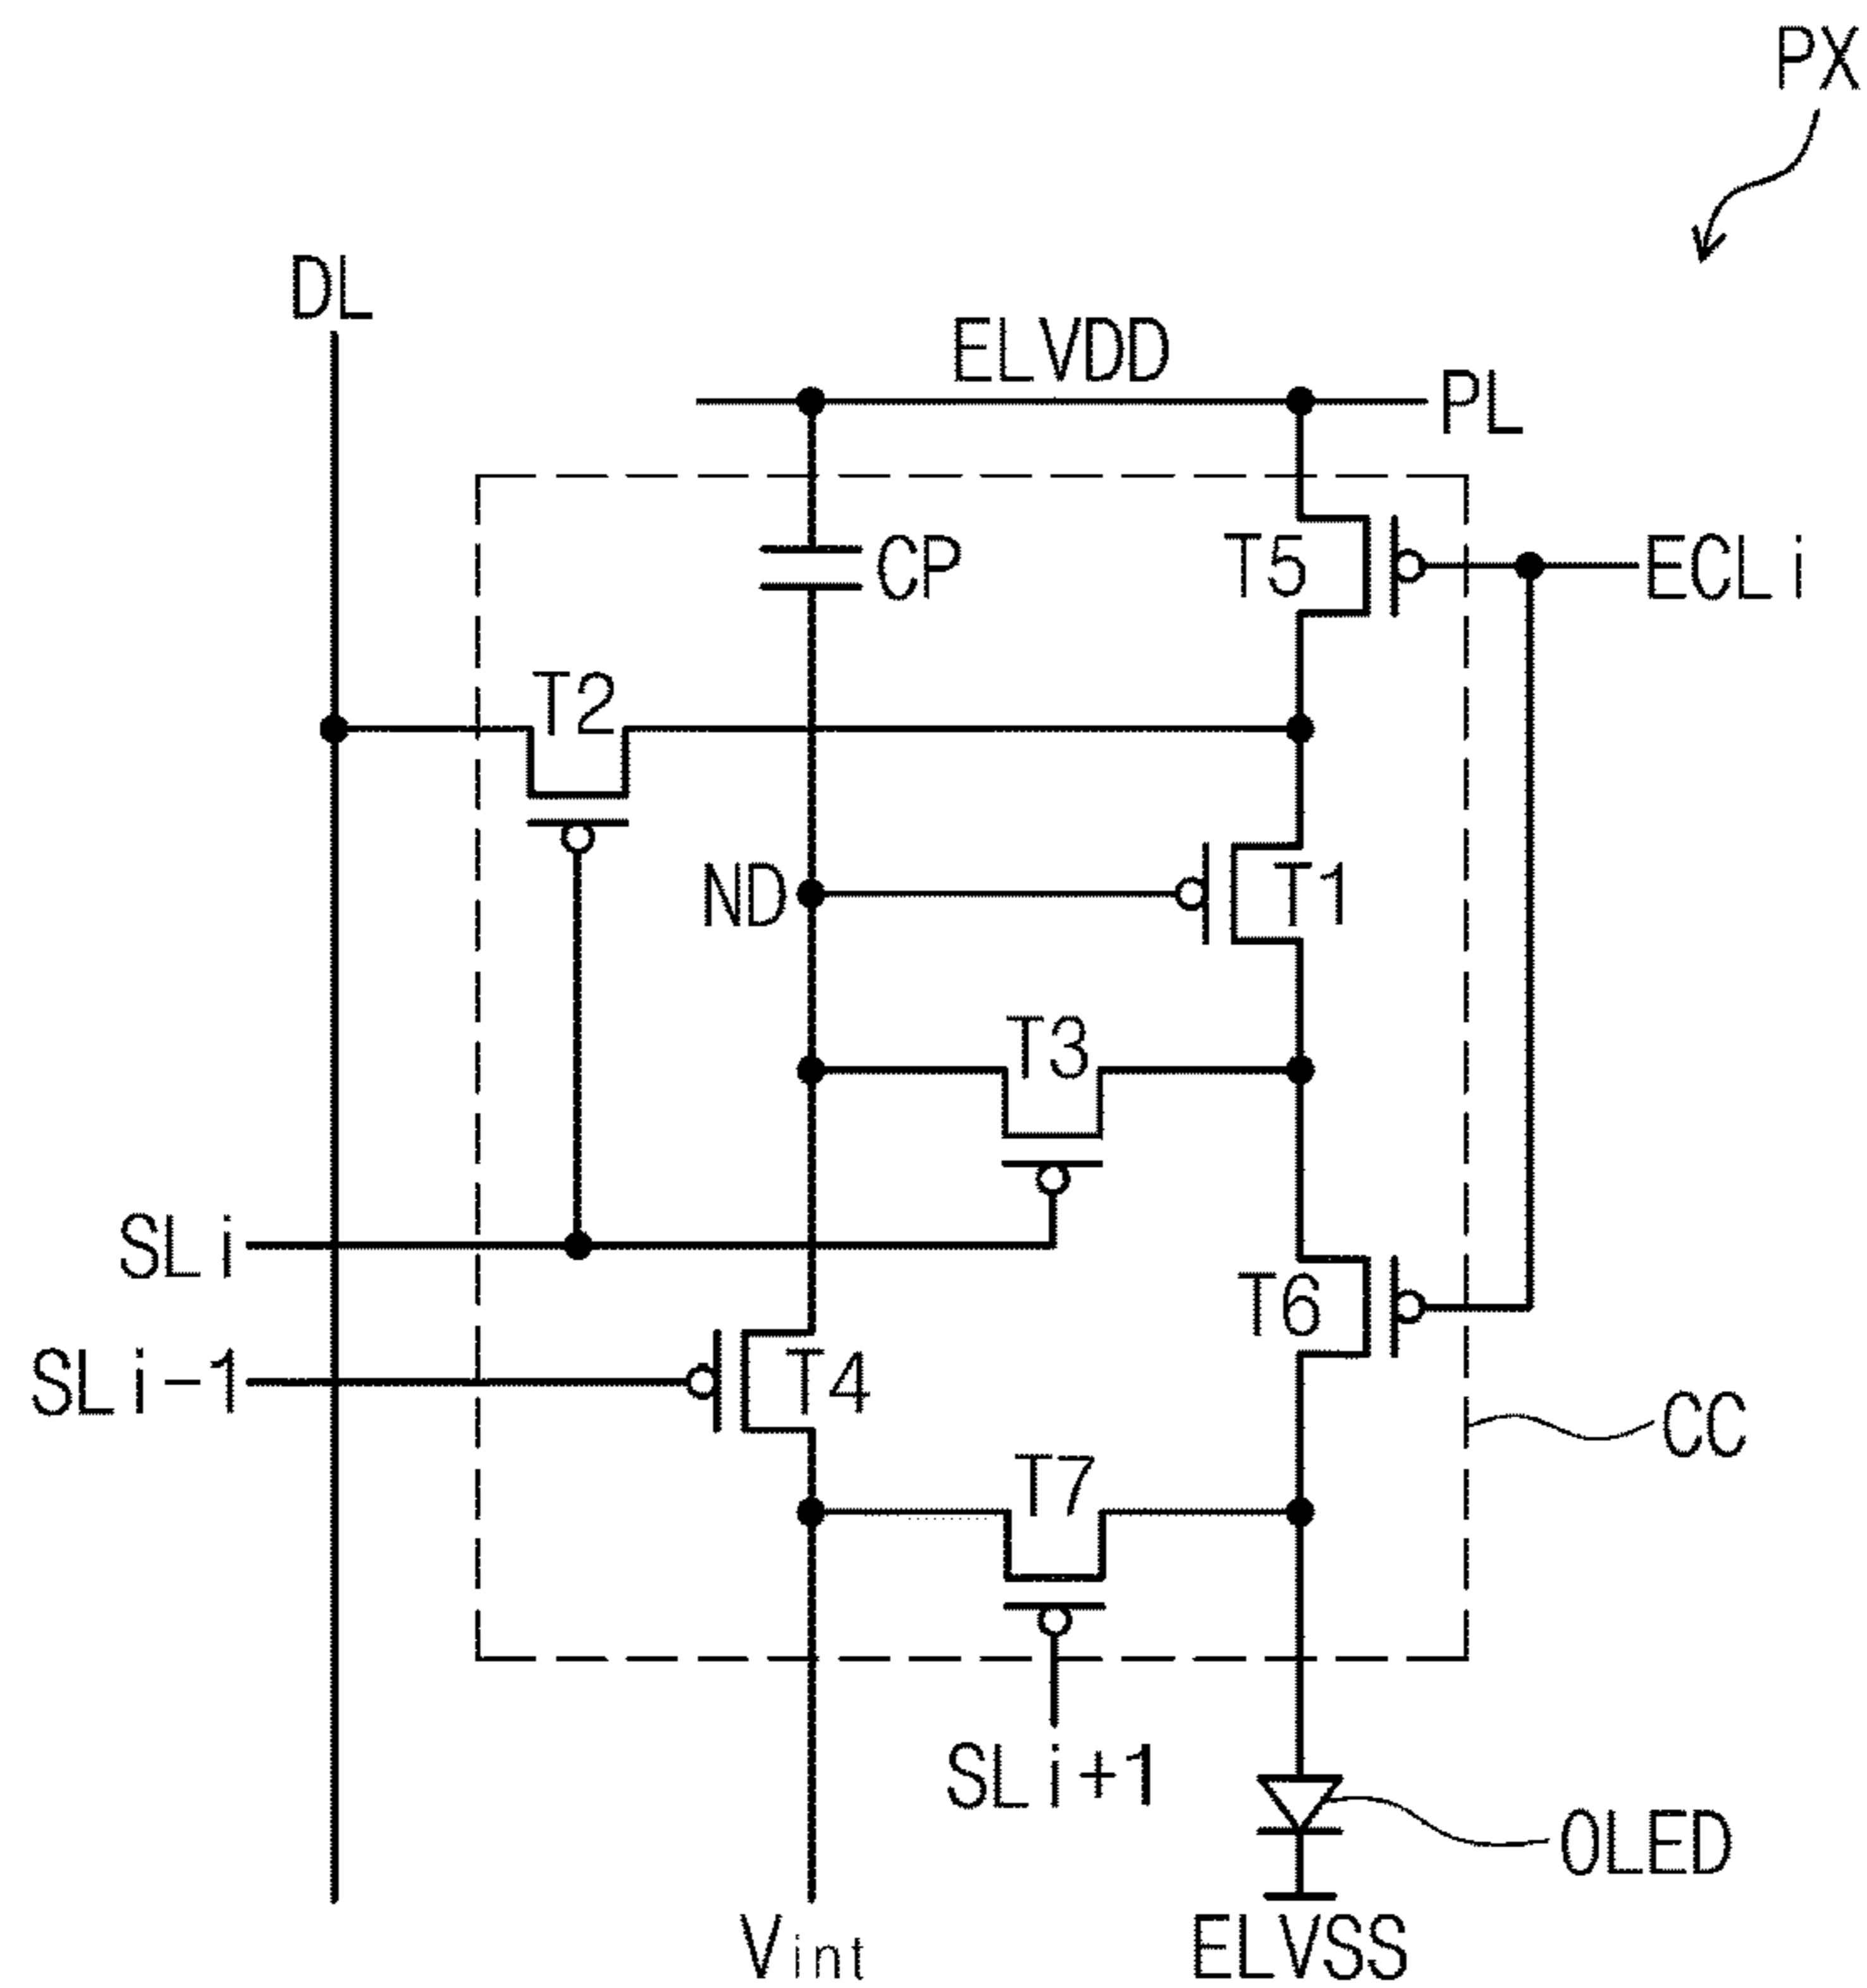 PX
DL
ELVDD
PL
CP
T5
ECLi
T2
ND
T1
T3
SLi
T6
SLi-1
T4
CC
T7
SLi+1
OLED
Vint
ELVSS